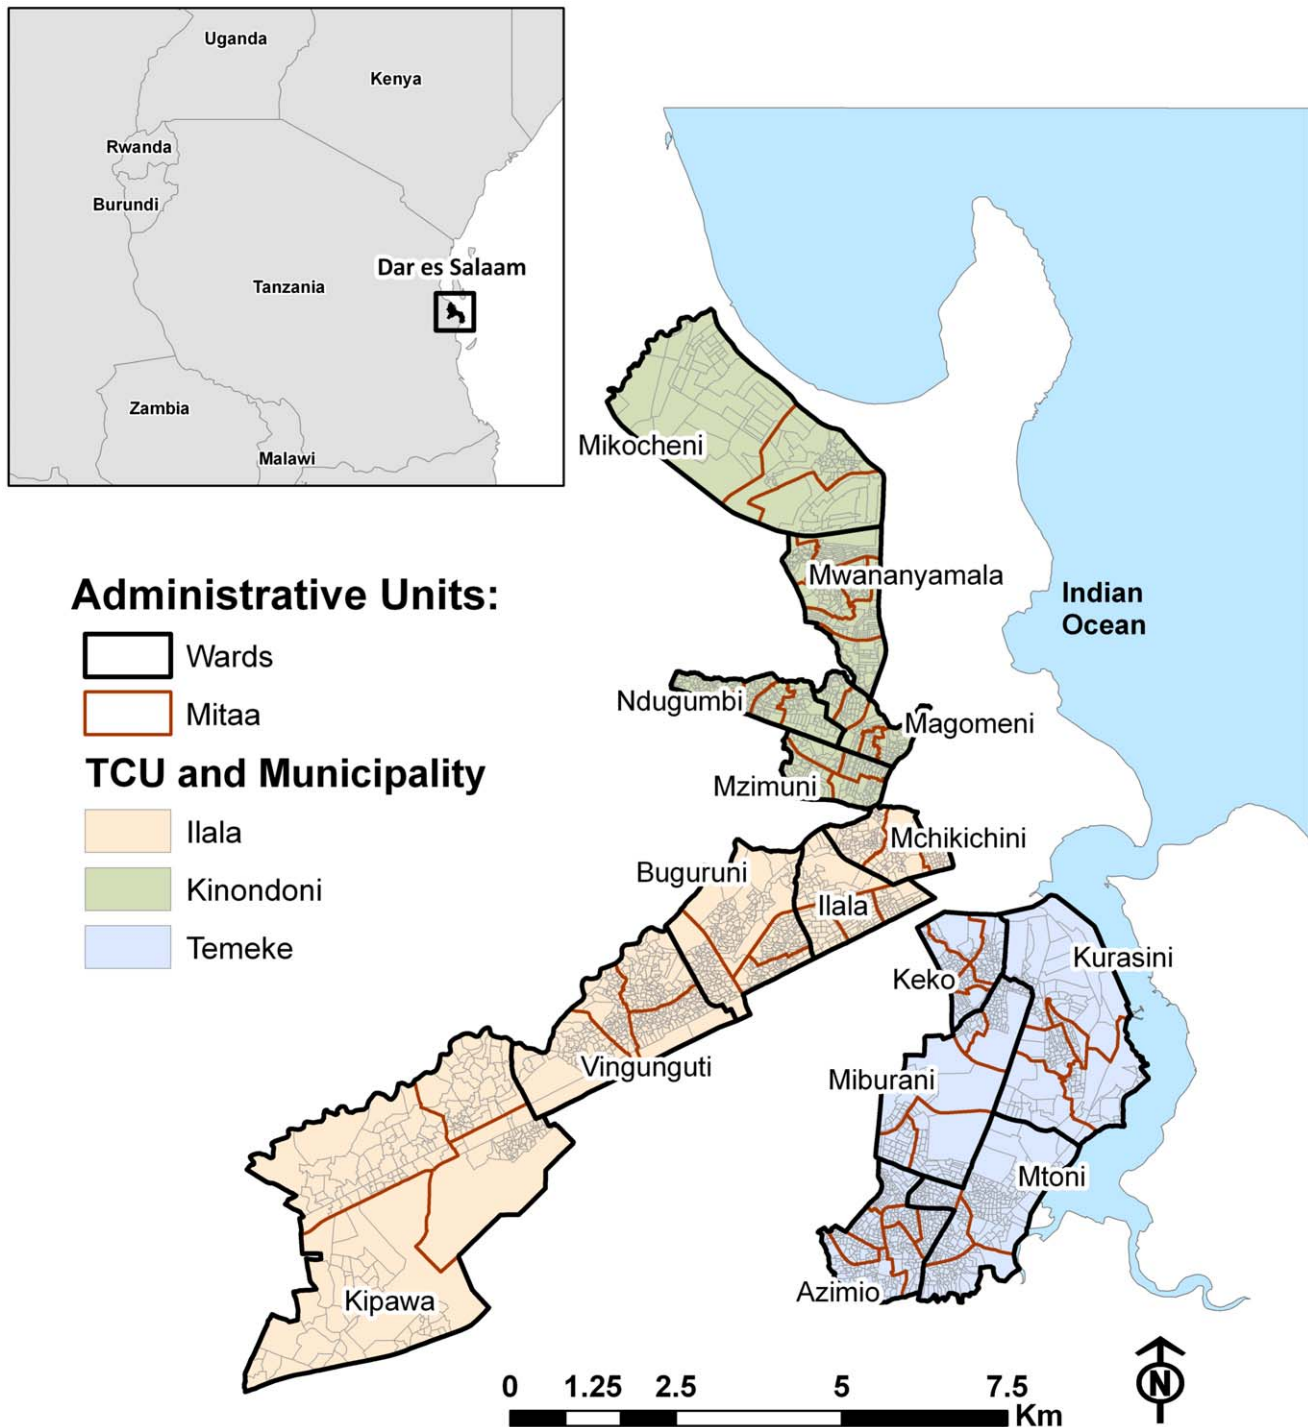 Uganda
Kenya
Rwanda
Burundi
Dar es Salaam
Tanzania
Zambia
Malawi
Mikocheni
Mwananyamala
Indian
Ocean
Administrative Units:
Wards
Mitaa
TCU and Municipality
Ilala
Kinondoni
Temeke
Ndugumbi
Magomeni
Mzimuni
Mchikichini
Buguruni
Ilala
Keko
Kurasini
Vingunguti
Miburani
Mtoni
Azimio
Kipawa
0 1.25 2.5 5 7.5
Km
N